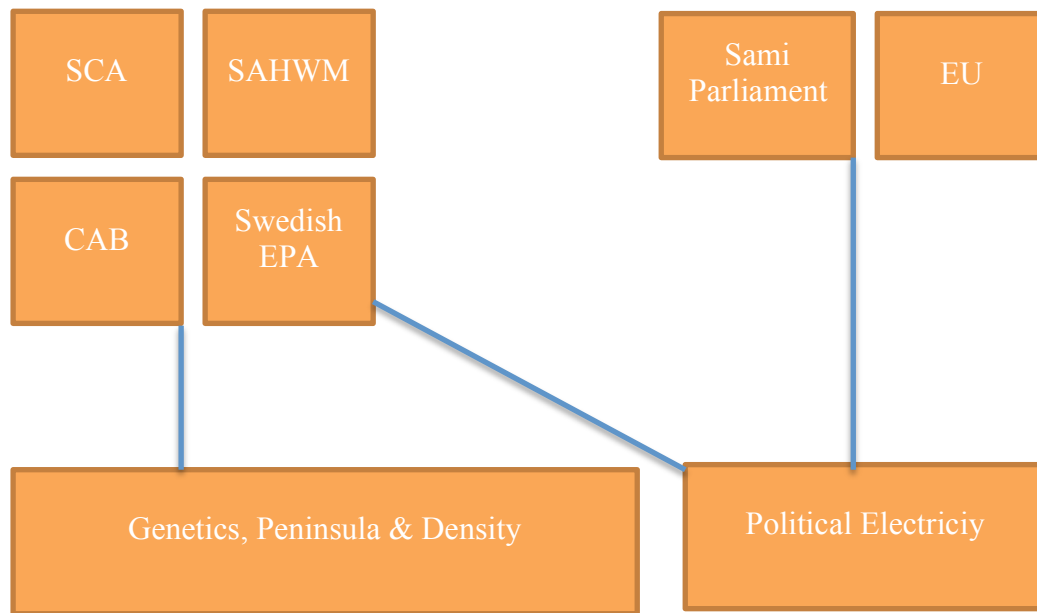 SCA
SAHWM
Sami
Parliament
EU
CAB
Swedish
EPA
Genetics, Peninsula & Density
Political Electriciy